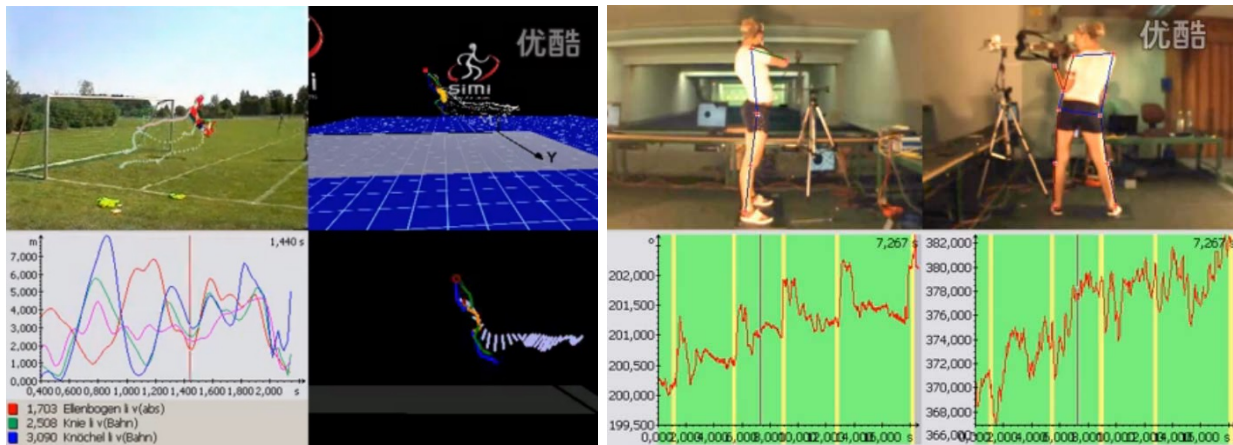 优酷
simi
Y
m
1,440 s
7,000
6,000
5,000
4,000
3,000
2,000
1,000
0,000
0,400 0,600 0,800 1,000 1,200 1,400 1,600 1,800 2,000 s
1,703 Ellenbogen li v(abs)
2,508 Knie li v(Bahn)
3,090 Knöchel li v(Bahn)
优酷
°
7,267 s
202,000
201,500
201,000
200,500
200,000
199,500
7,267 s
382,000
380,000
378,000
376,000
374,000
372,000
370,000
368,000